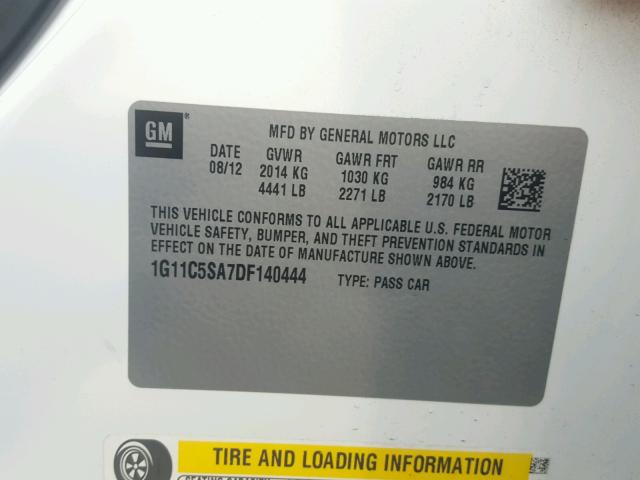 GM ®
MFD BY GENERAL MOTORS LLC
DATE GVWR GAWR FRT GAWR RR
08/12 2014 KG 1030 KG 984 KG
4441 LB 2271 LB 2170 LB
THIS VEHICLE CONFORMS TO ALL APPLICABLE U.S. FEDERAL MOTOR
VEHICLE SAFETY, BUMPER, AND THEFT PREVENTION STANDARDS IN
EFFECT ON THE DATE OF MANUFACTURE SHOWN ABOVE.
1G11C5SA7DF140444 TYPE: PASS CAR
TIRE AND LOADING INFORMATION
SEATING CAPACITY